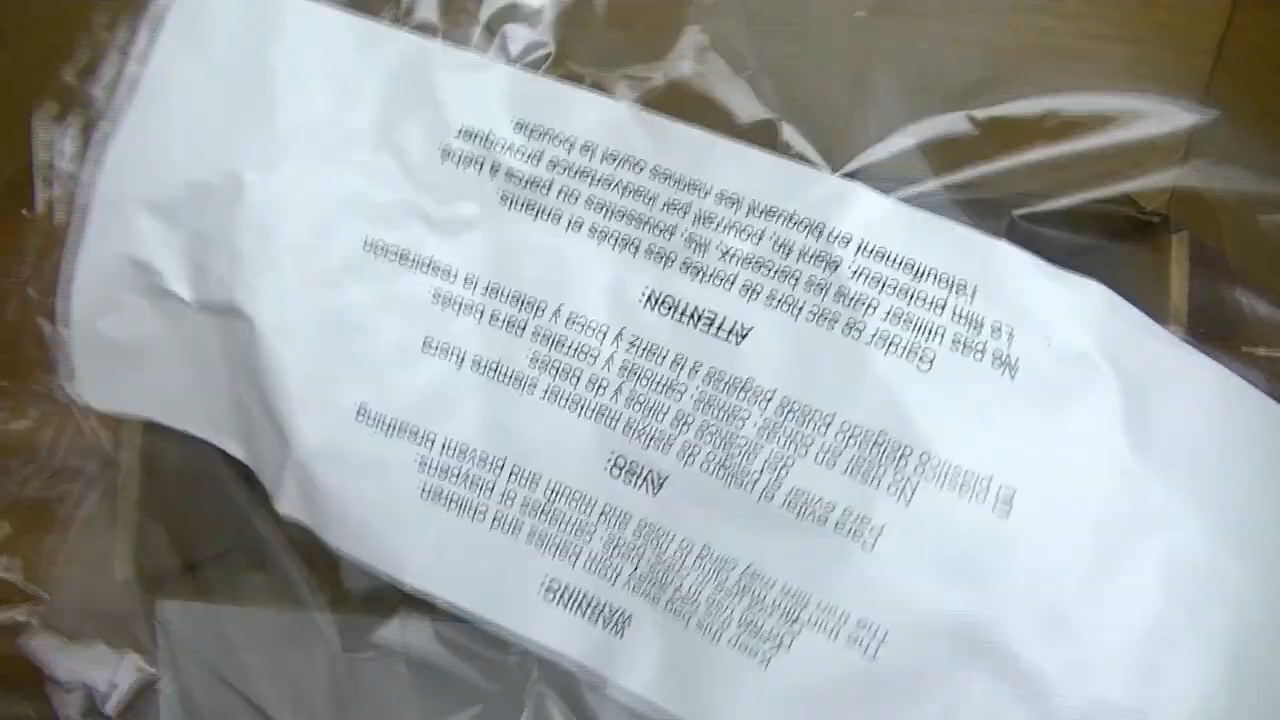 WARNING:
Keep this bag away from babies and children
Do not use in cribs, beds, carriages or playpens.
The thin film may cling to nose and mouth and prevent breathing
AVISO:
Para evitar el peligro de asfixia mantener siempre fuera
del alcance de niños y de bebés.
No usar en cunas, camas, carriolas y corrales para bebés.
El plástico delgado puede pegarse a la nariz y boca y detener la respiración
ATTENTION:
Garder ce sac hors de portée des bébés et enfants.
No pas utiliser dans les berceaux, lits, poussettes ou parcs à bébé.
Le film protecteur, étant fin, pourrait par inadvertance provoquer
l'étouffement en bloquant les narines ou/et la bouche.